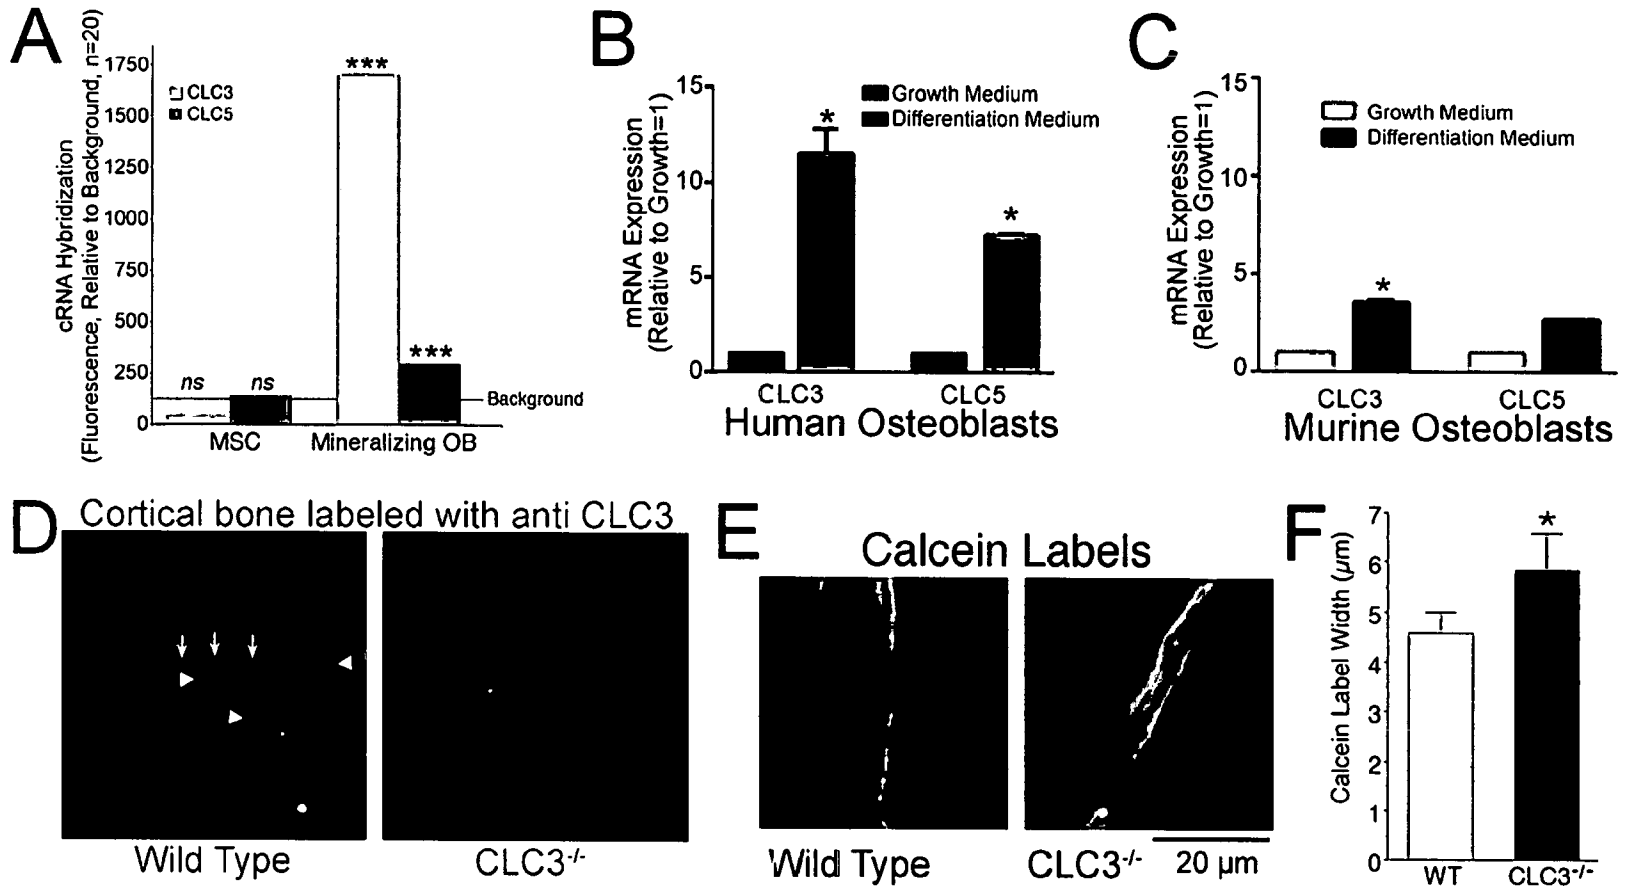 A
cRNA Hybridization
(Fluorescence, Relative to Background, n=20)
1750
1500
1250
1000
750
500
250
0
CLC3
CLC5
***
***
ns
ns
Background
MSC
Mineralizing OB
B
mRNA Expression
(Relative to Growth=1)
15
10
5
0
Growth Medium
Differentiation Medium
*
*
CLC3
CLC5
Human Osteoblasts
C
mRNA Expression
(Relative to Growth=1)
15
10
5
0
Growth Medium
Differentiation Medium
*
CLC3
CLC5
Murine Osteoblasts
D
Cortical bone labeled with anti CLC3
Wild Type
CLC3-/-
E
Calcein Labels
Wild Type
CLC3-/-
20 µm
F
Calcein Label Width (µm)
7
6
5
4
3
2
1
0
*
WT
CLC3-/-